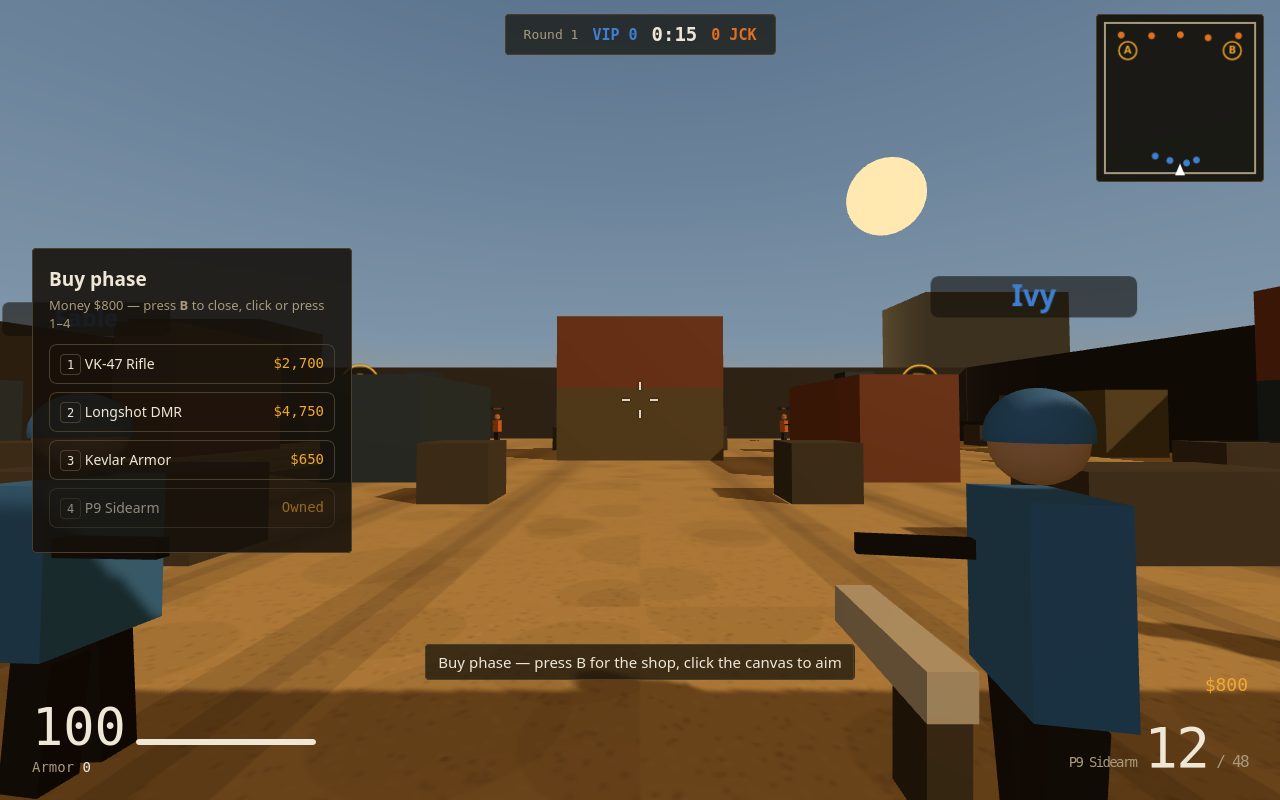 Round 1 VIP 0 0:15 0 JCK
A B
Ivy
Buy phase
Money $800 — press B to close, click or press
1–4
1 VK-47 Rifle $2,700
2 Longshot DMR $4,750
3 Kevlar Armor $650
4 P9 Sidearm Owned
Buy phase — press B for the shop, click the canvas to aim
$800
100
Armor 0
P9 Sidearm 12 / 48